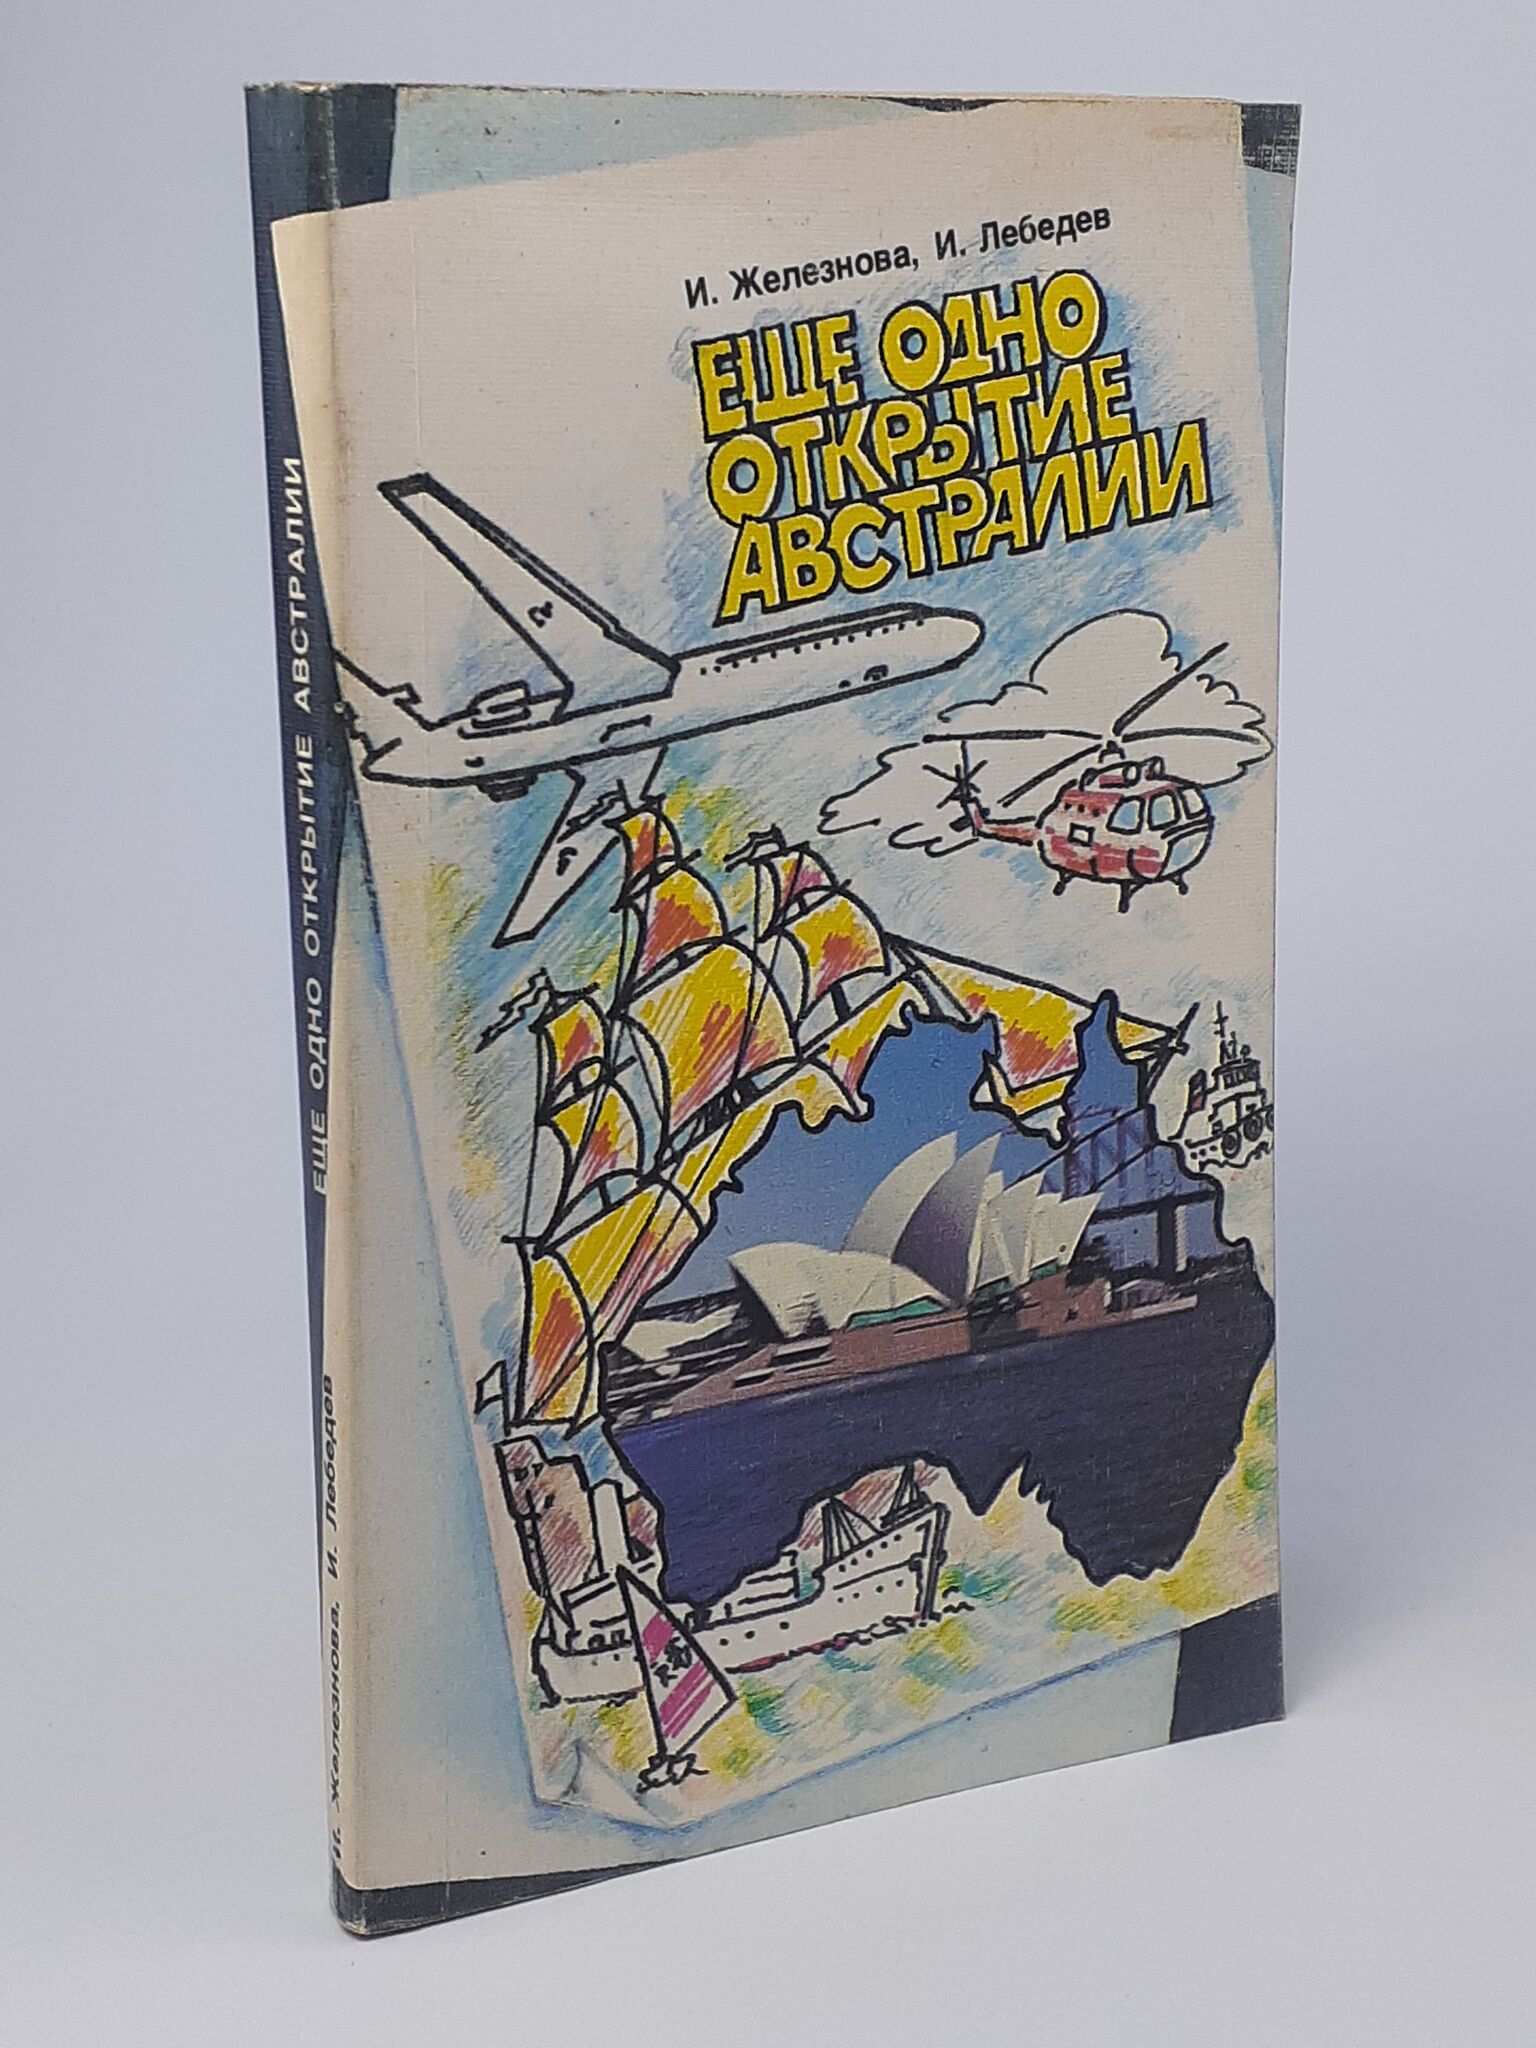 И. Железнова, И. Лебедев
ЕЩЕ ОДНО
ОТКРЫТИЕ
АВСТРАЛИИ
И. Железнова, И. Лебедев ЕЩЕ ОДНО ОТКРЫТИЕ АВСТРАЛИИ